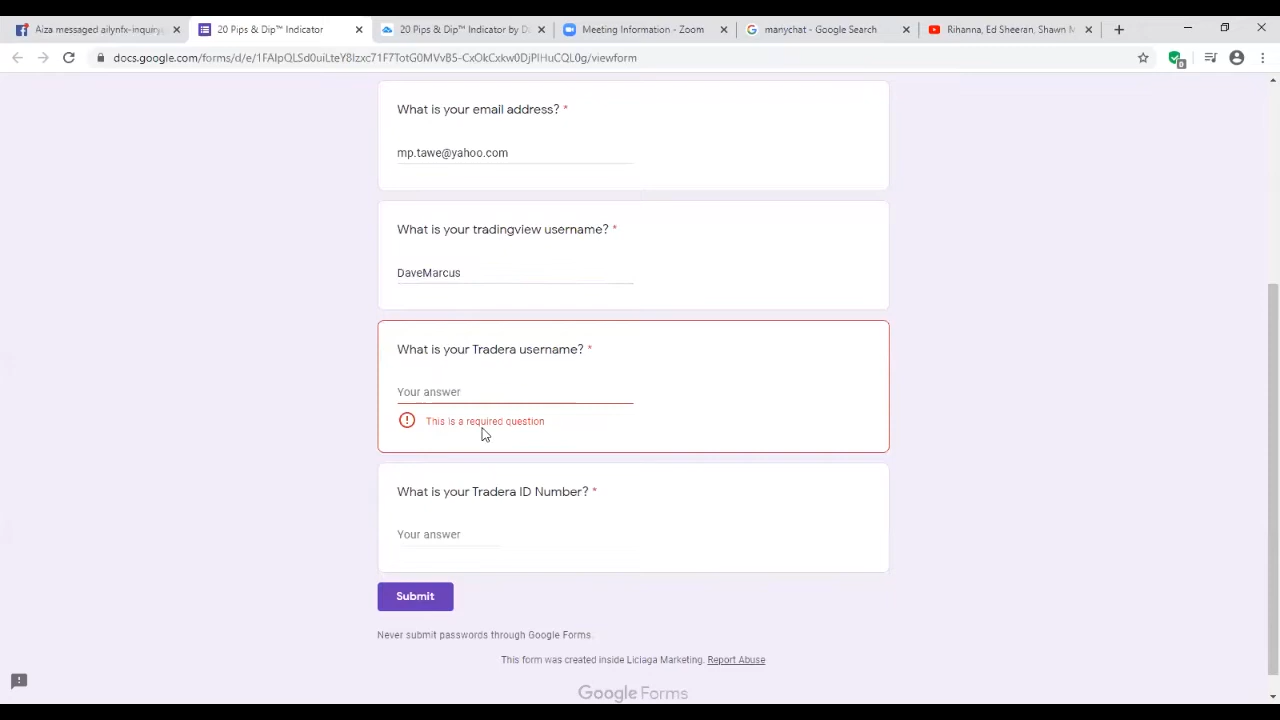 Aiza messaged ailynfx-inquiry
20 Pips & Dip™ Indicator
20 Pips & Dip™ Indicator by D
Meeting Information - Zoom
manychat - Google Search
Rihanna, Ed Sheeran, Shawn M
docs.google.com/forms/d/e/1FAIpQLSd0uiLteY8Izxc71F7TotG0MVvB5-GvQkCxkm0DjPIHuCQL0g/viewform
0
What is your email address? *
mp.tawe@yahoo.com
What is your tradingview username? *
DaveMarcus
What is your Tradera username? *
Your answer
This is a required question
What is your Tradera ID Number? *
Your answer
Submit
Never submit passwords through Google Forms.
This form was created inside Liciaga Marketing. Report Abuse
Google Forms